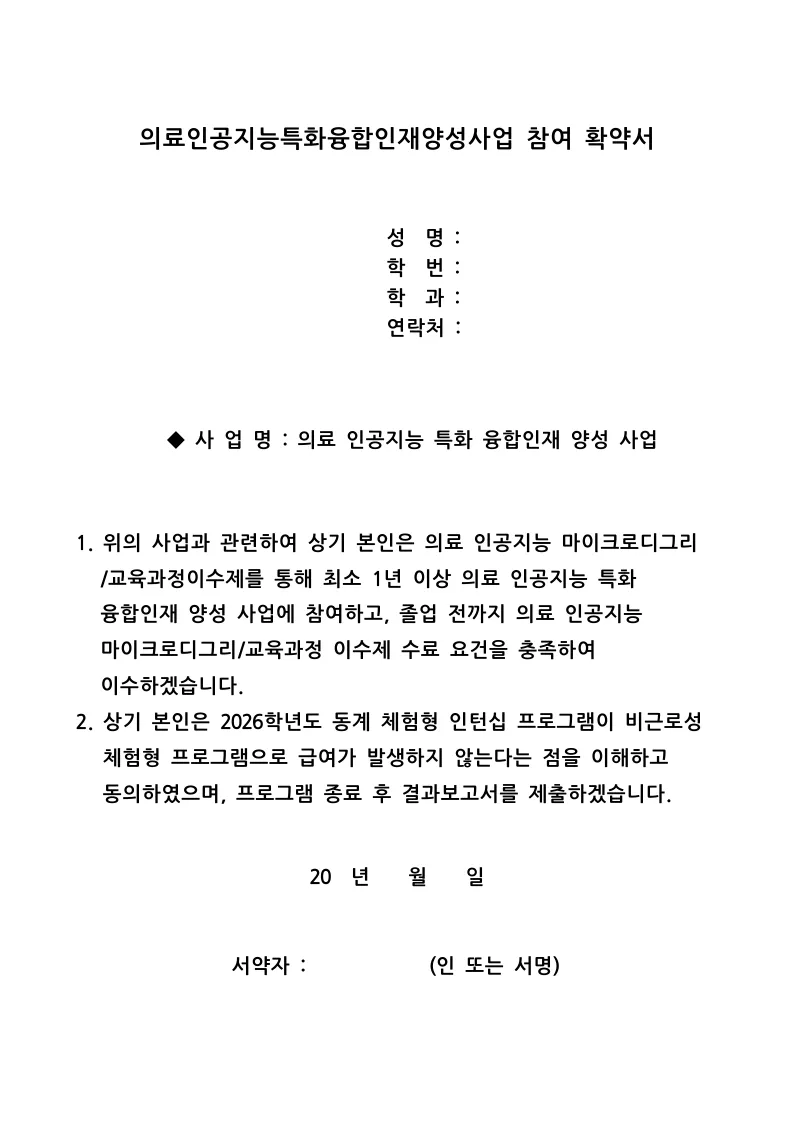 의료인공지능특화융합인재양성사업 참여 확약서
성 명 :
학 번 :
학 과 :
연락처 :
◆ 사 업 명 : 의료 인공지능 특화 융합인재 양성 사업
1. 위의 사업과 관련하여 상기 본인은 의료 인공지능 마이크로디그리
/교육과정이수제를 통해 최소 1년 이상 의료 인공지능 특화
융합인재 양성 사업에 참여하고, 졸업 전까지 의료 인공지능
마이크로디그리/교육과정 이수제 수료 요건을 충족하여
이수하겠습니다.
2. 상기 본인은 2026학년도 동계 체험형 인턴십 프로그램이 비근로성
체험형 프로그램으로 급여가 발생하지 않는다는 점을 이해하고
동의하였으며, 프로그램 종료 후 결과보고서를 제출하겠습니다.
20 년 월 일
서약자 : (인 또는 서명)